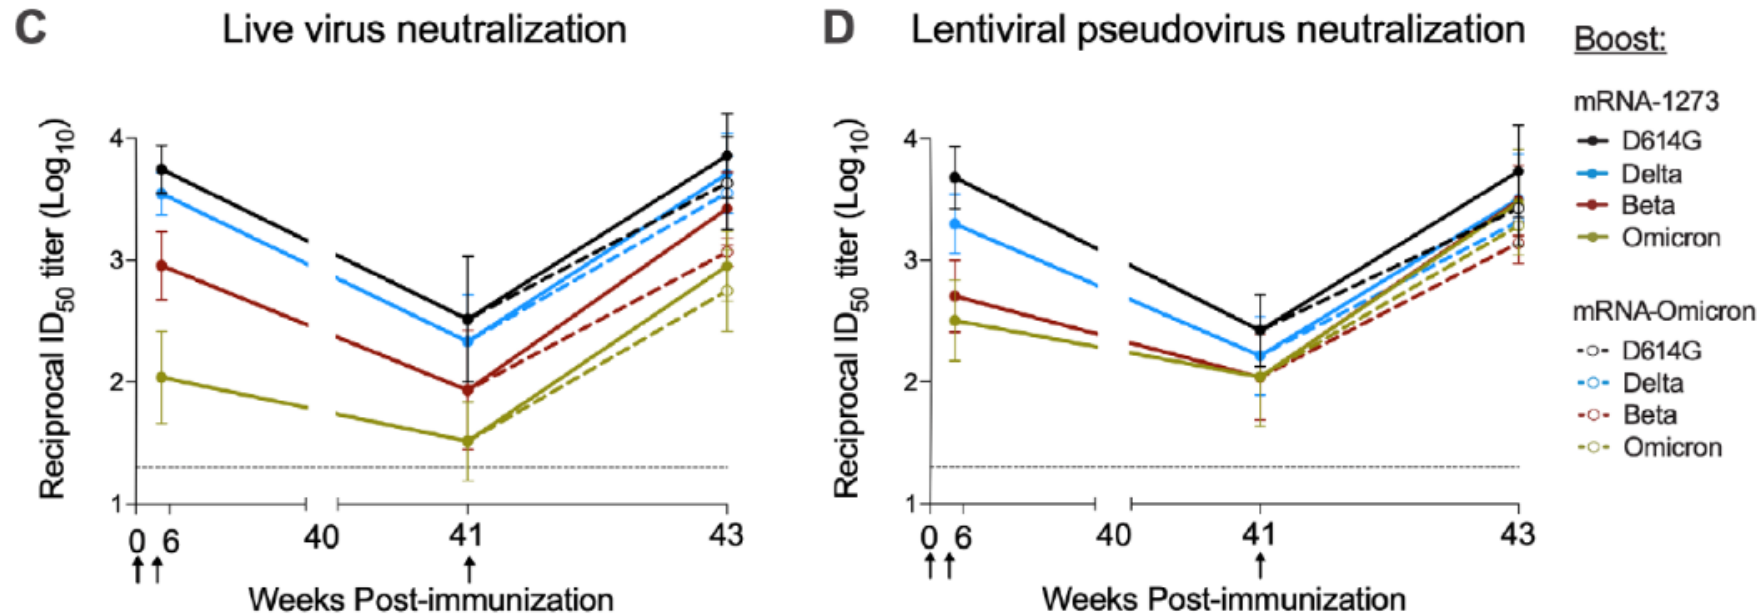 C Live virus neutralization
Reciprocal ID50 titer (Log10)
4
3
2
1
0 6 40 41 43
Weeks Post-immunization
D Lentiviral pseudovirus neutralization
Reciprocal ID50 titer (Log10)
4
3
2
1
0 6 40 41 43
Weeks Post-immunization
Boost:
mRNA-1273
D614G
Delta
Beta
Omicron
mRNA-Omicron
D614G
Delta
Beta
Omicron